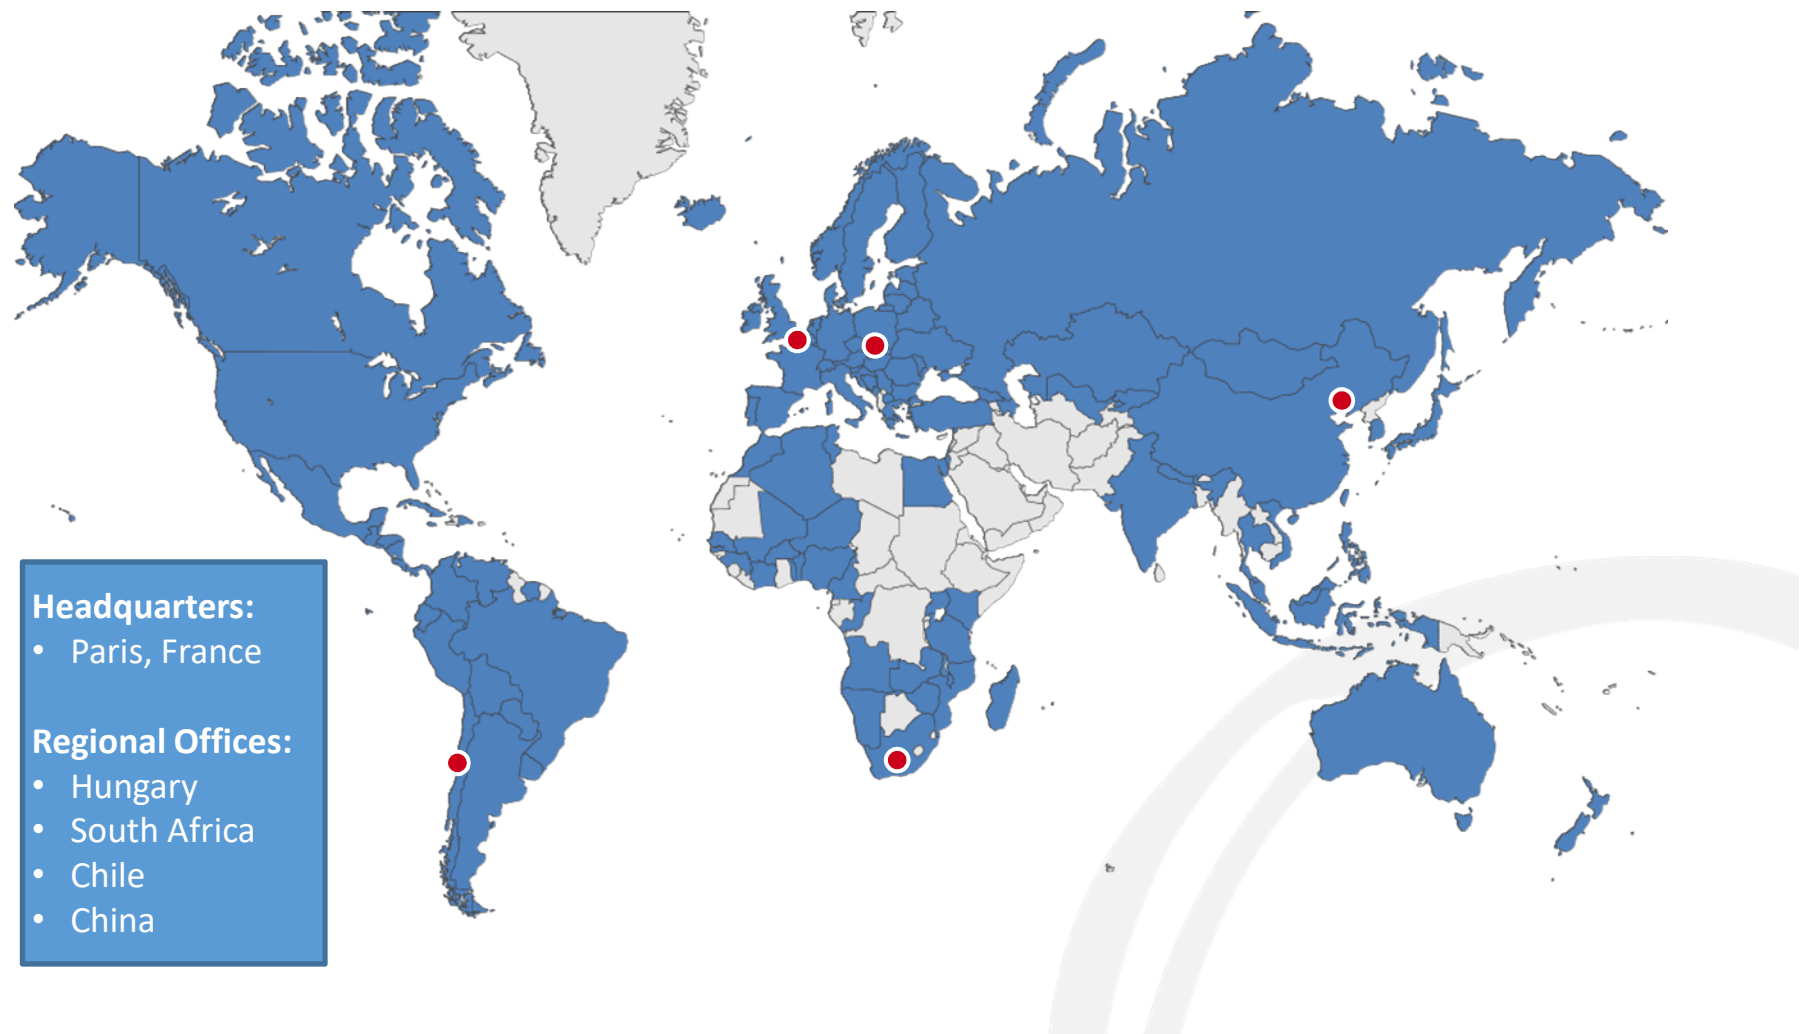 Headquarters:
• Paris, France
Regional Offices:
• Hungary
• South Africa
• Chile
• China